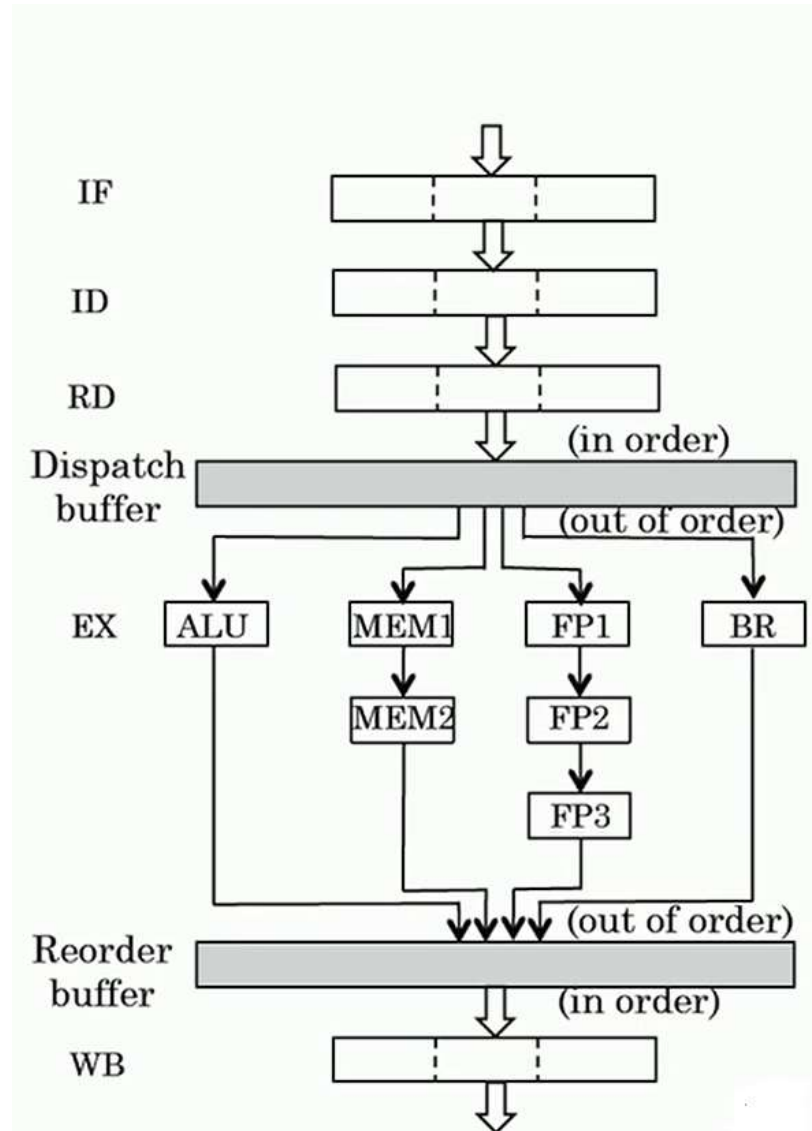 IF
ID
RD
(in order)
Dispatch
buffer
(out of order)
EX
ALU
MEM1
FP1
BR
MEM2
FP2
FP3
(out of order)
Reorder
buffer
(in order)
WB